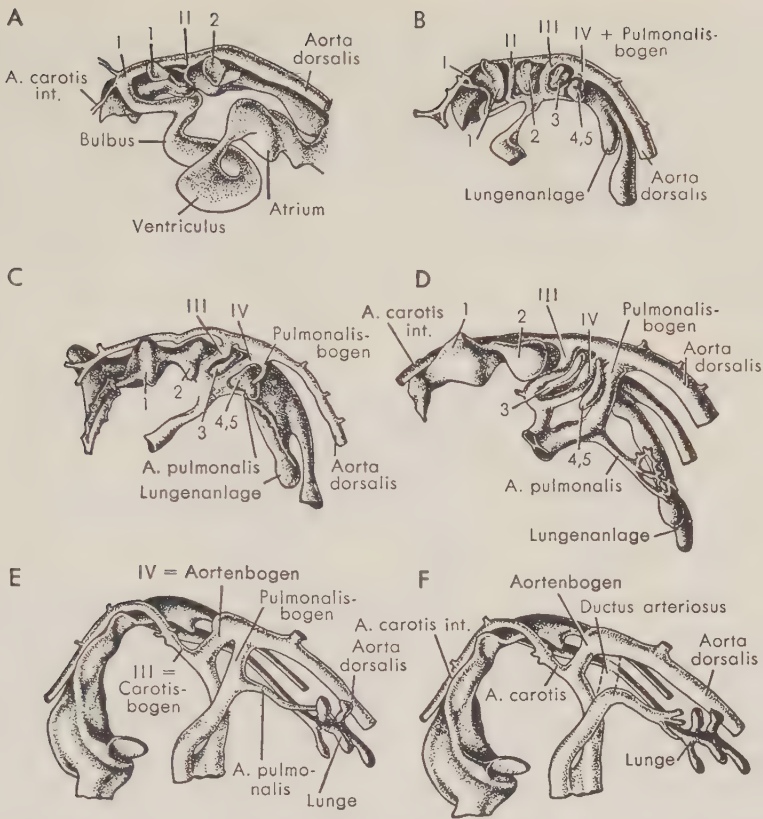 A
I
1
II
2
Aorta
dorsalis
A. carotis
int.
Bulbus
Ventriculus
Atrium
B
I
II
III
IV + Pulmonalis-
bogen
1
2
3
4,5
Lungenanlage
Aorta
dorsalis
C
III
IV
Pulmonalis-
bogen
1
2
3
4,5
A. pulmonalis
Lungenanlage
Aorta
dorsalis
D
A. carotis
int.
1
2
III
IV
Pulmonalis-
bogen
Aorta
dorsalis
3
4,5
A. pulmonalis
Lungenanlage
E
IV = Aortenbogen
Pulmonalis-
bogen
Aorta
dorsalis
III =
Carotis-
bogen
A. pulmo-
nalis
Lunge
F
Aortenbogen
Ductus arteriosus
A. carotis int.
Aorta
dorsalis
A. carotis
Lunge